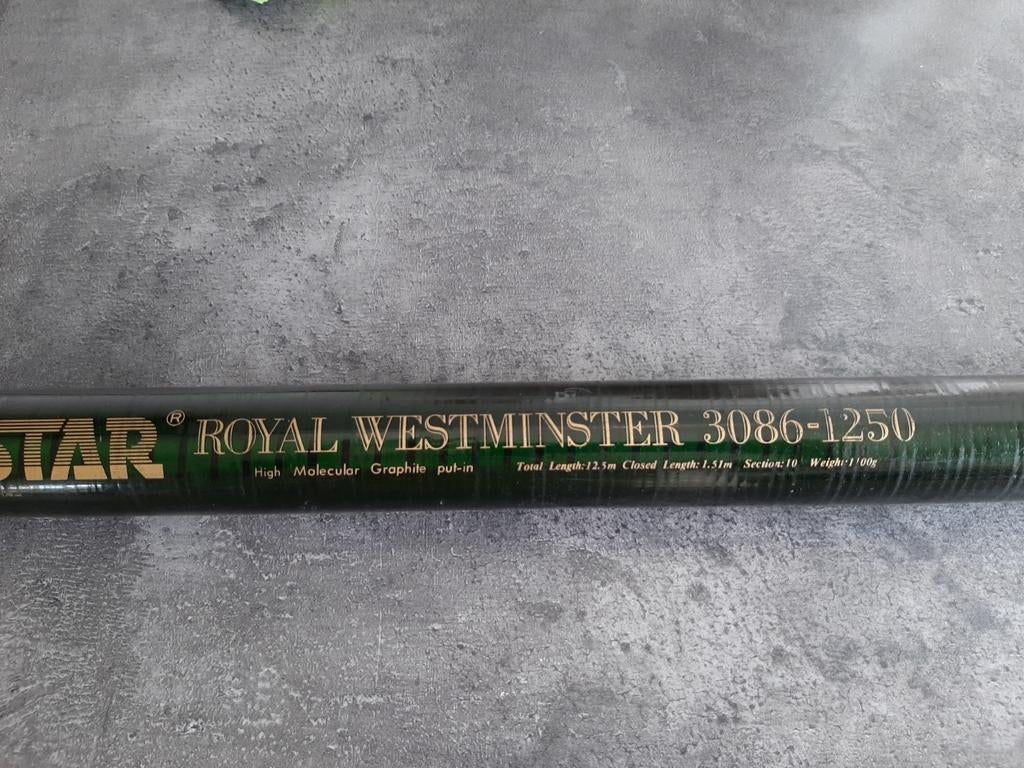 STAR® ROYAL WESTMINSTER 3086-1250
High Molecular Graphite put-in Total Length:12.5m Closed Length:1.51m Section:10